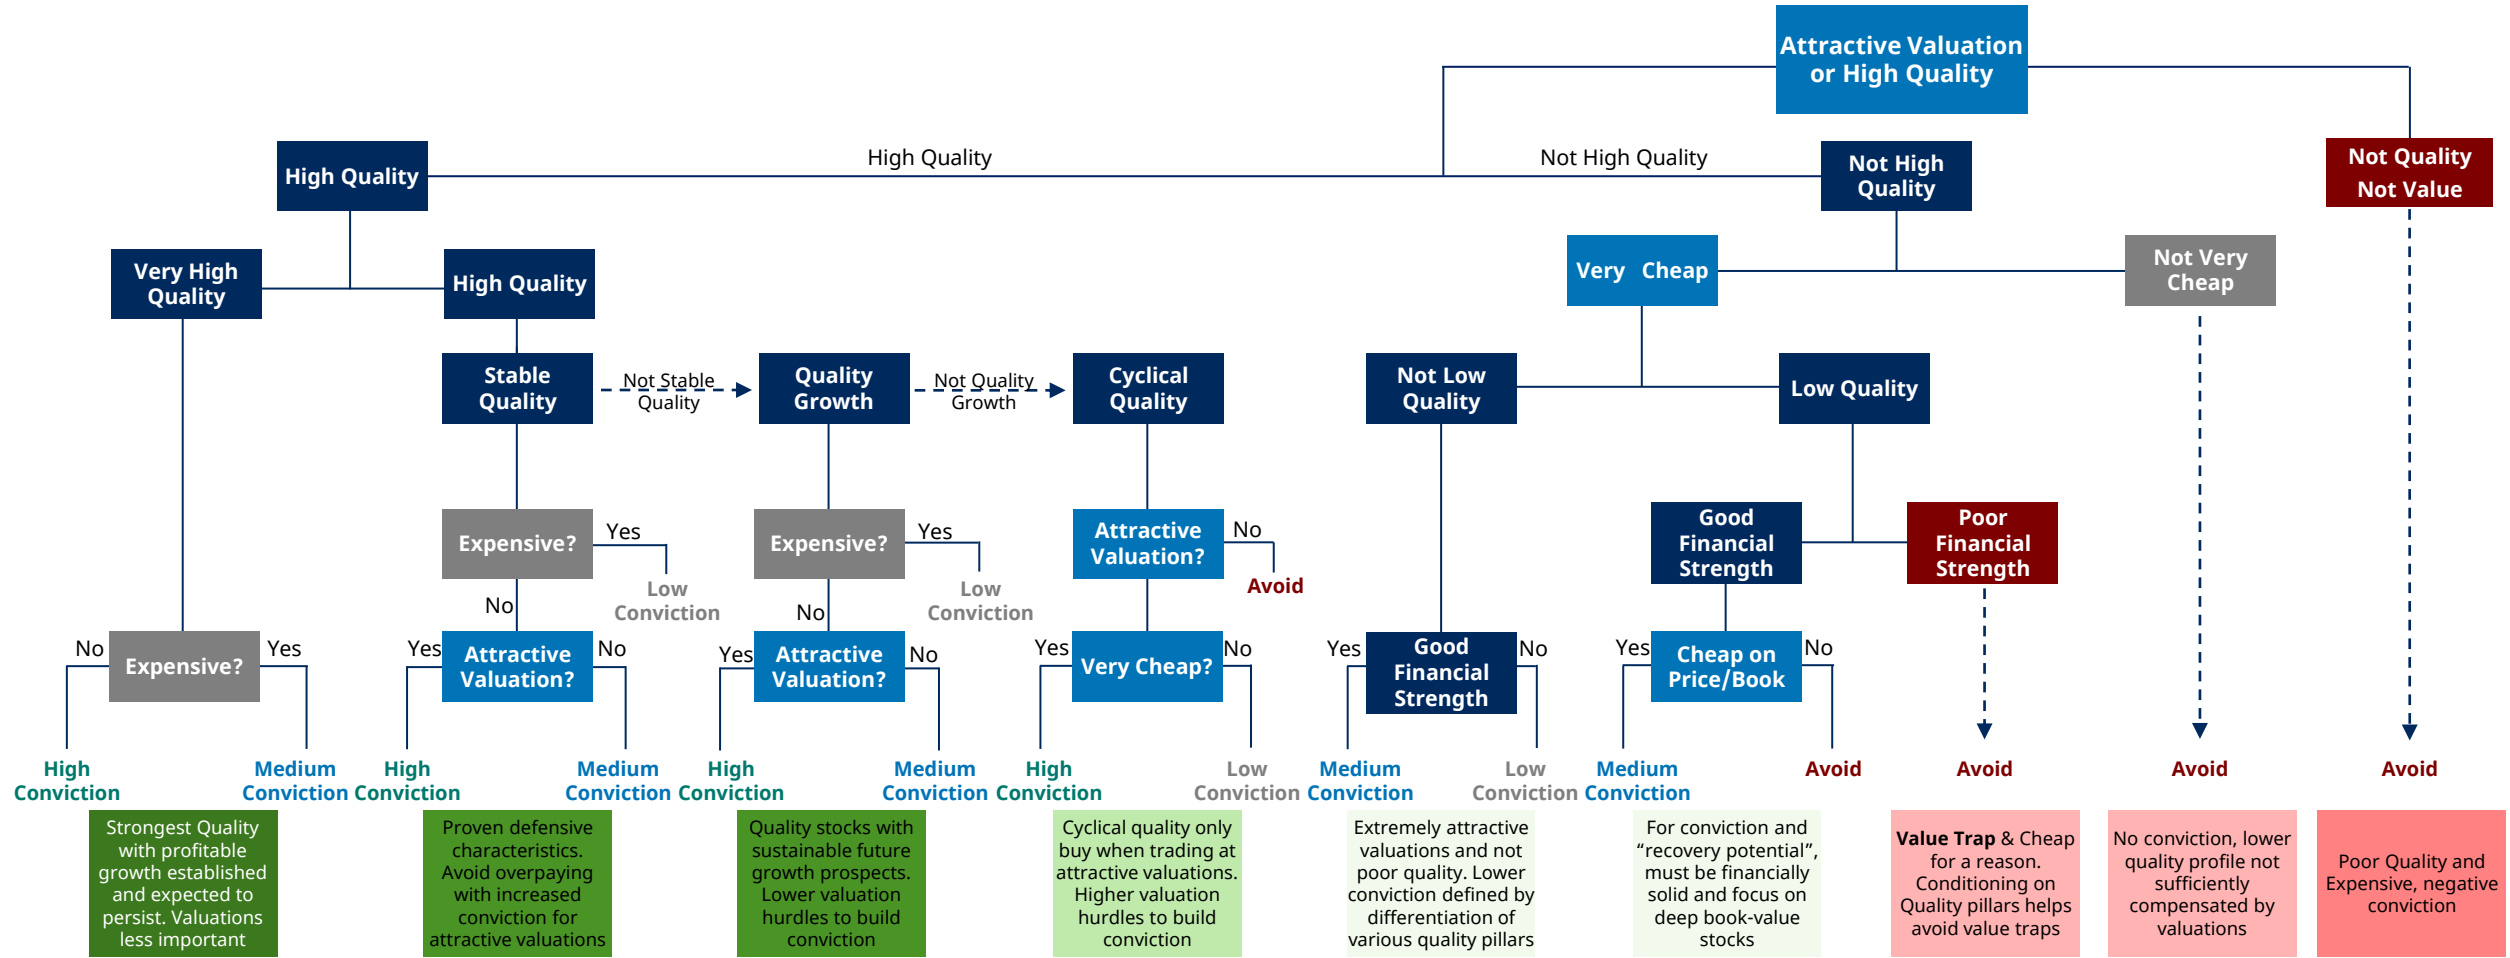 Attractive Valuation
or High Quality
High Quality
Not High Quality
High Quality
Not High
Quality
Not Quality
Not Value
Very High
Quality
High Quality
Very Cheap
Not Very
Cheap
Stable
Quality
Not Stable
Quality
Quality
Growth
Not Quality
Growth
Cyclical
Quality
Not Low
Quality
Low Quality
Expensive?
Yes
Low
Conviction
No
Expensive?
Yes
Low
Conviction
No
Attractive
Valuation?
No
Avoid
Good
Financial
Strength
Poor
Financial
Strength
No
Expensive?
Yes
Yes
Attractive
Valuation?
No
Yes
Attractive
Valuation?
No
Yes
Very Cheap?
No
Yes
Good
Financial
Strength
No
Yes
Cheap on
Price/Book
No
High
Conviction
Medium
Conviction
High
Conviction
Medium
Conviction
High
Conviction
Medium
Conviction
High
Conviction
Low
Conviction
Medium
Conviction
Low
Conviction
Medium
Conviction
Avoid
Avoid
Avoid
Avoid
Strongest Quality
with profitable
growth established
and expected to
persist. Valuations
less important
Proven defensive
characteristics.
Avoid overpaying
with increased
conviction for
attractive valuations
Quality stocks with
sustainable future
growth prospects.
Lower valuation
hurdles to build
conviction
Cyclical quality only
buy when trading at
attractive valuations.
Higher valuation
hurdles to build
conviction
Extremely attractive
valuations and not
poor quality. Lower
conviction defined by
differentiation of
various quality pillars
For conviction and
“recovery potential”,
must be financially
solid and focus on
deep book-value
stocks
Value Trap & Cheap
for a reason.
Conditioning on
Quality pillars helps
avoid value traps
No conviction, lower
quality profile not
sufficiently
compensated by
valuations
Poor Quality and
Expensive, negative
conviction